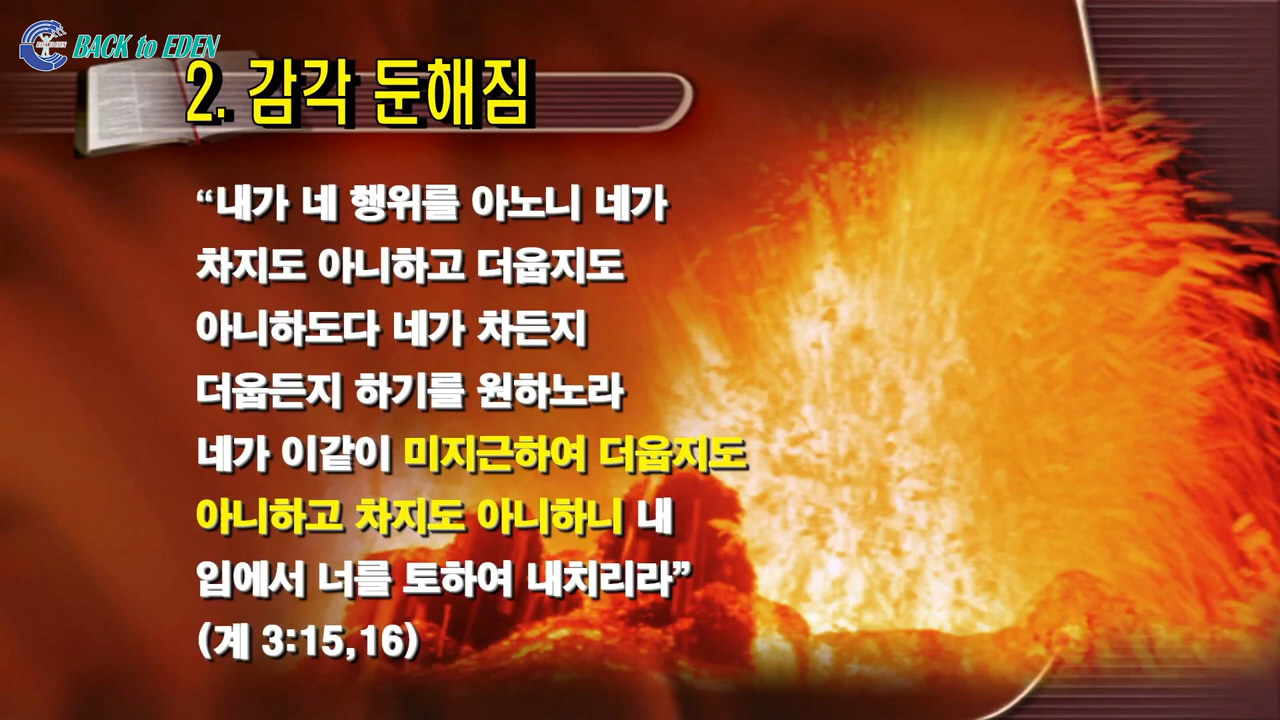 BACK to EDEN
2. 감각 둔해짐
“내가 네 행위를 아노니 네가
차지도 아니하고 더웁지도
아니하도다 네가 차든지
더웁든지 하기를 원하노라
네가 이같이 미지근하여 더웁지도
아니하고 차지도 아니하니 내
입에서 너를 토하여 내치리라”
(계 3:15,16)